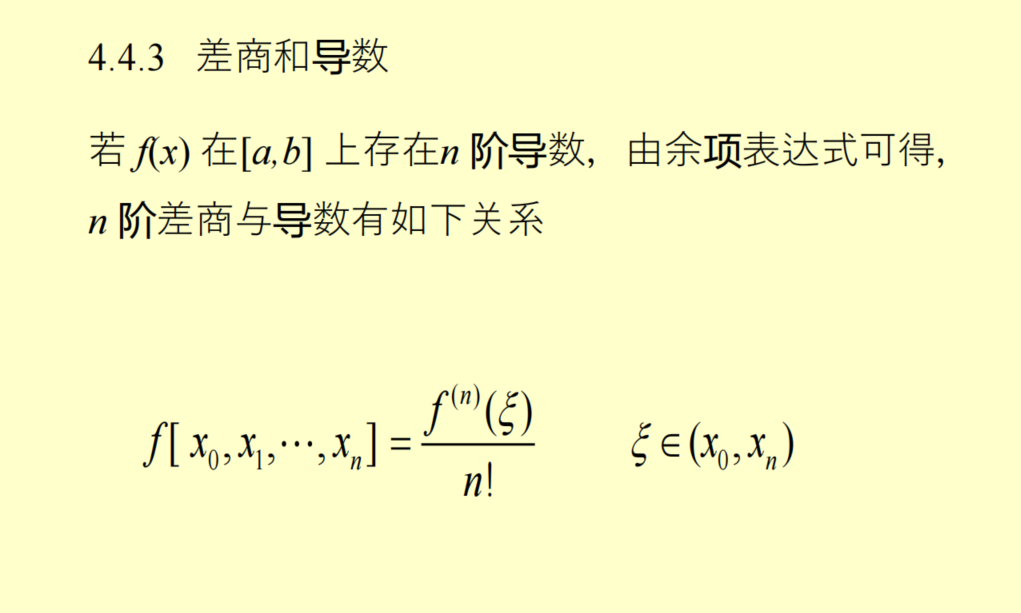 4.4.3 差商和导数
若 f(x) 在[a,b] 上存在n 阶导数, 由余项表达式可得,
n 阶差商与导数有如下关系
f[x₀,x₁,⋯,xₙ] = f⁽ⁿ⁾(ξ)/n! ξ∈(x₀,xₙ)